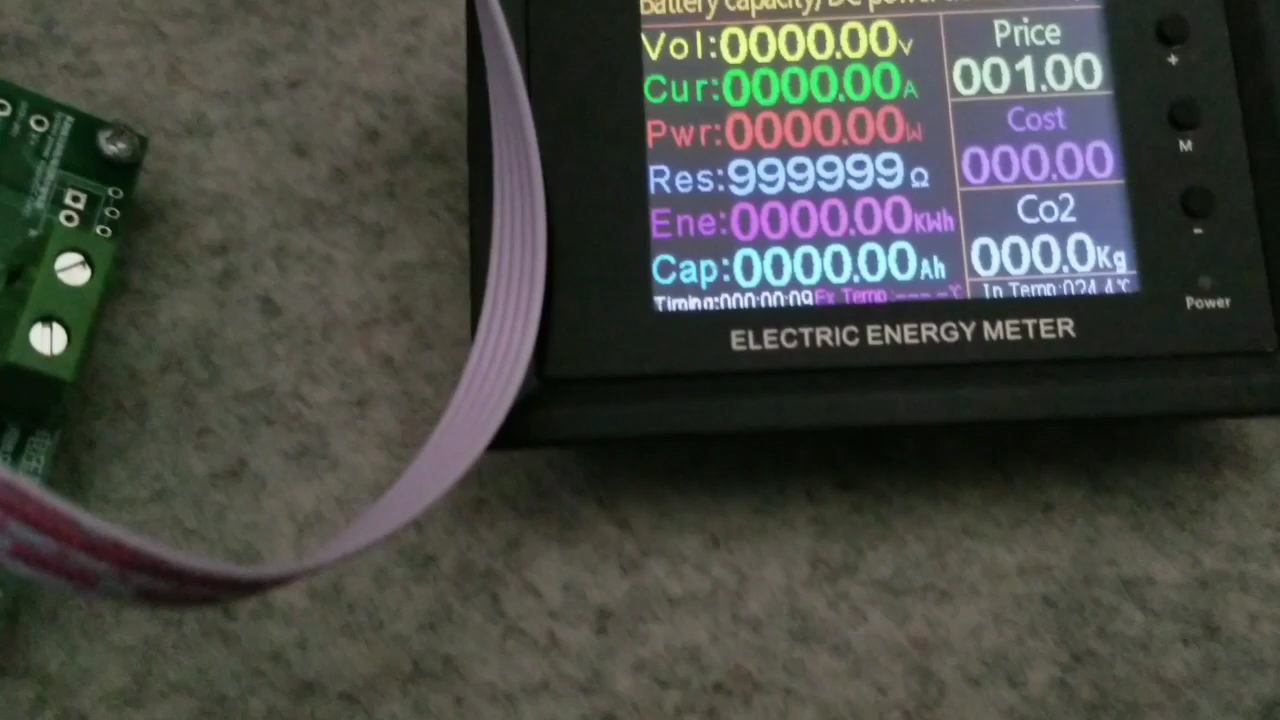 Battery capacity/ DC power
Vol:0000.00V
Cur:0000.00A
Pwr:0000.00W
Res:999999Ω
Ene:0000.00KWh
Cap:0000.00Ah
Timing:000:00:09 Ex Temp:--- -℃
Price
001.00
Cost
000.00
Co2
000.0Kg
In Temp:024.4℃
+
M
-
Power
ELECTRIC ENERGY METER